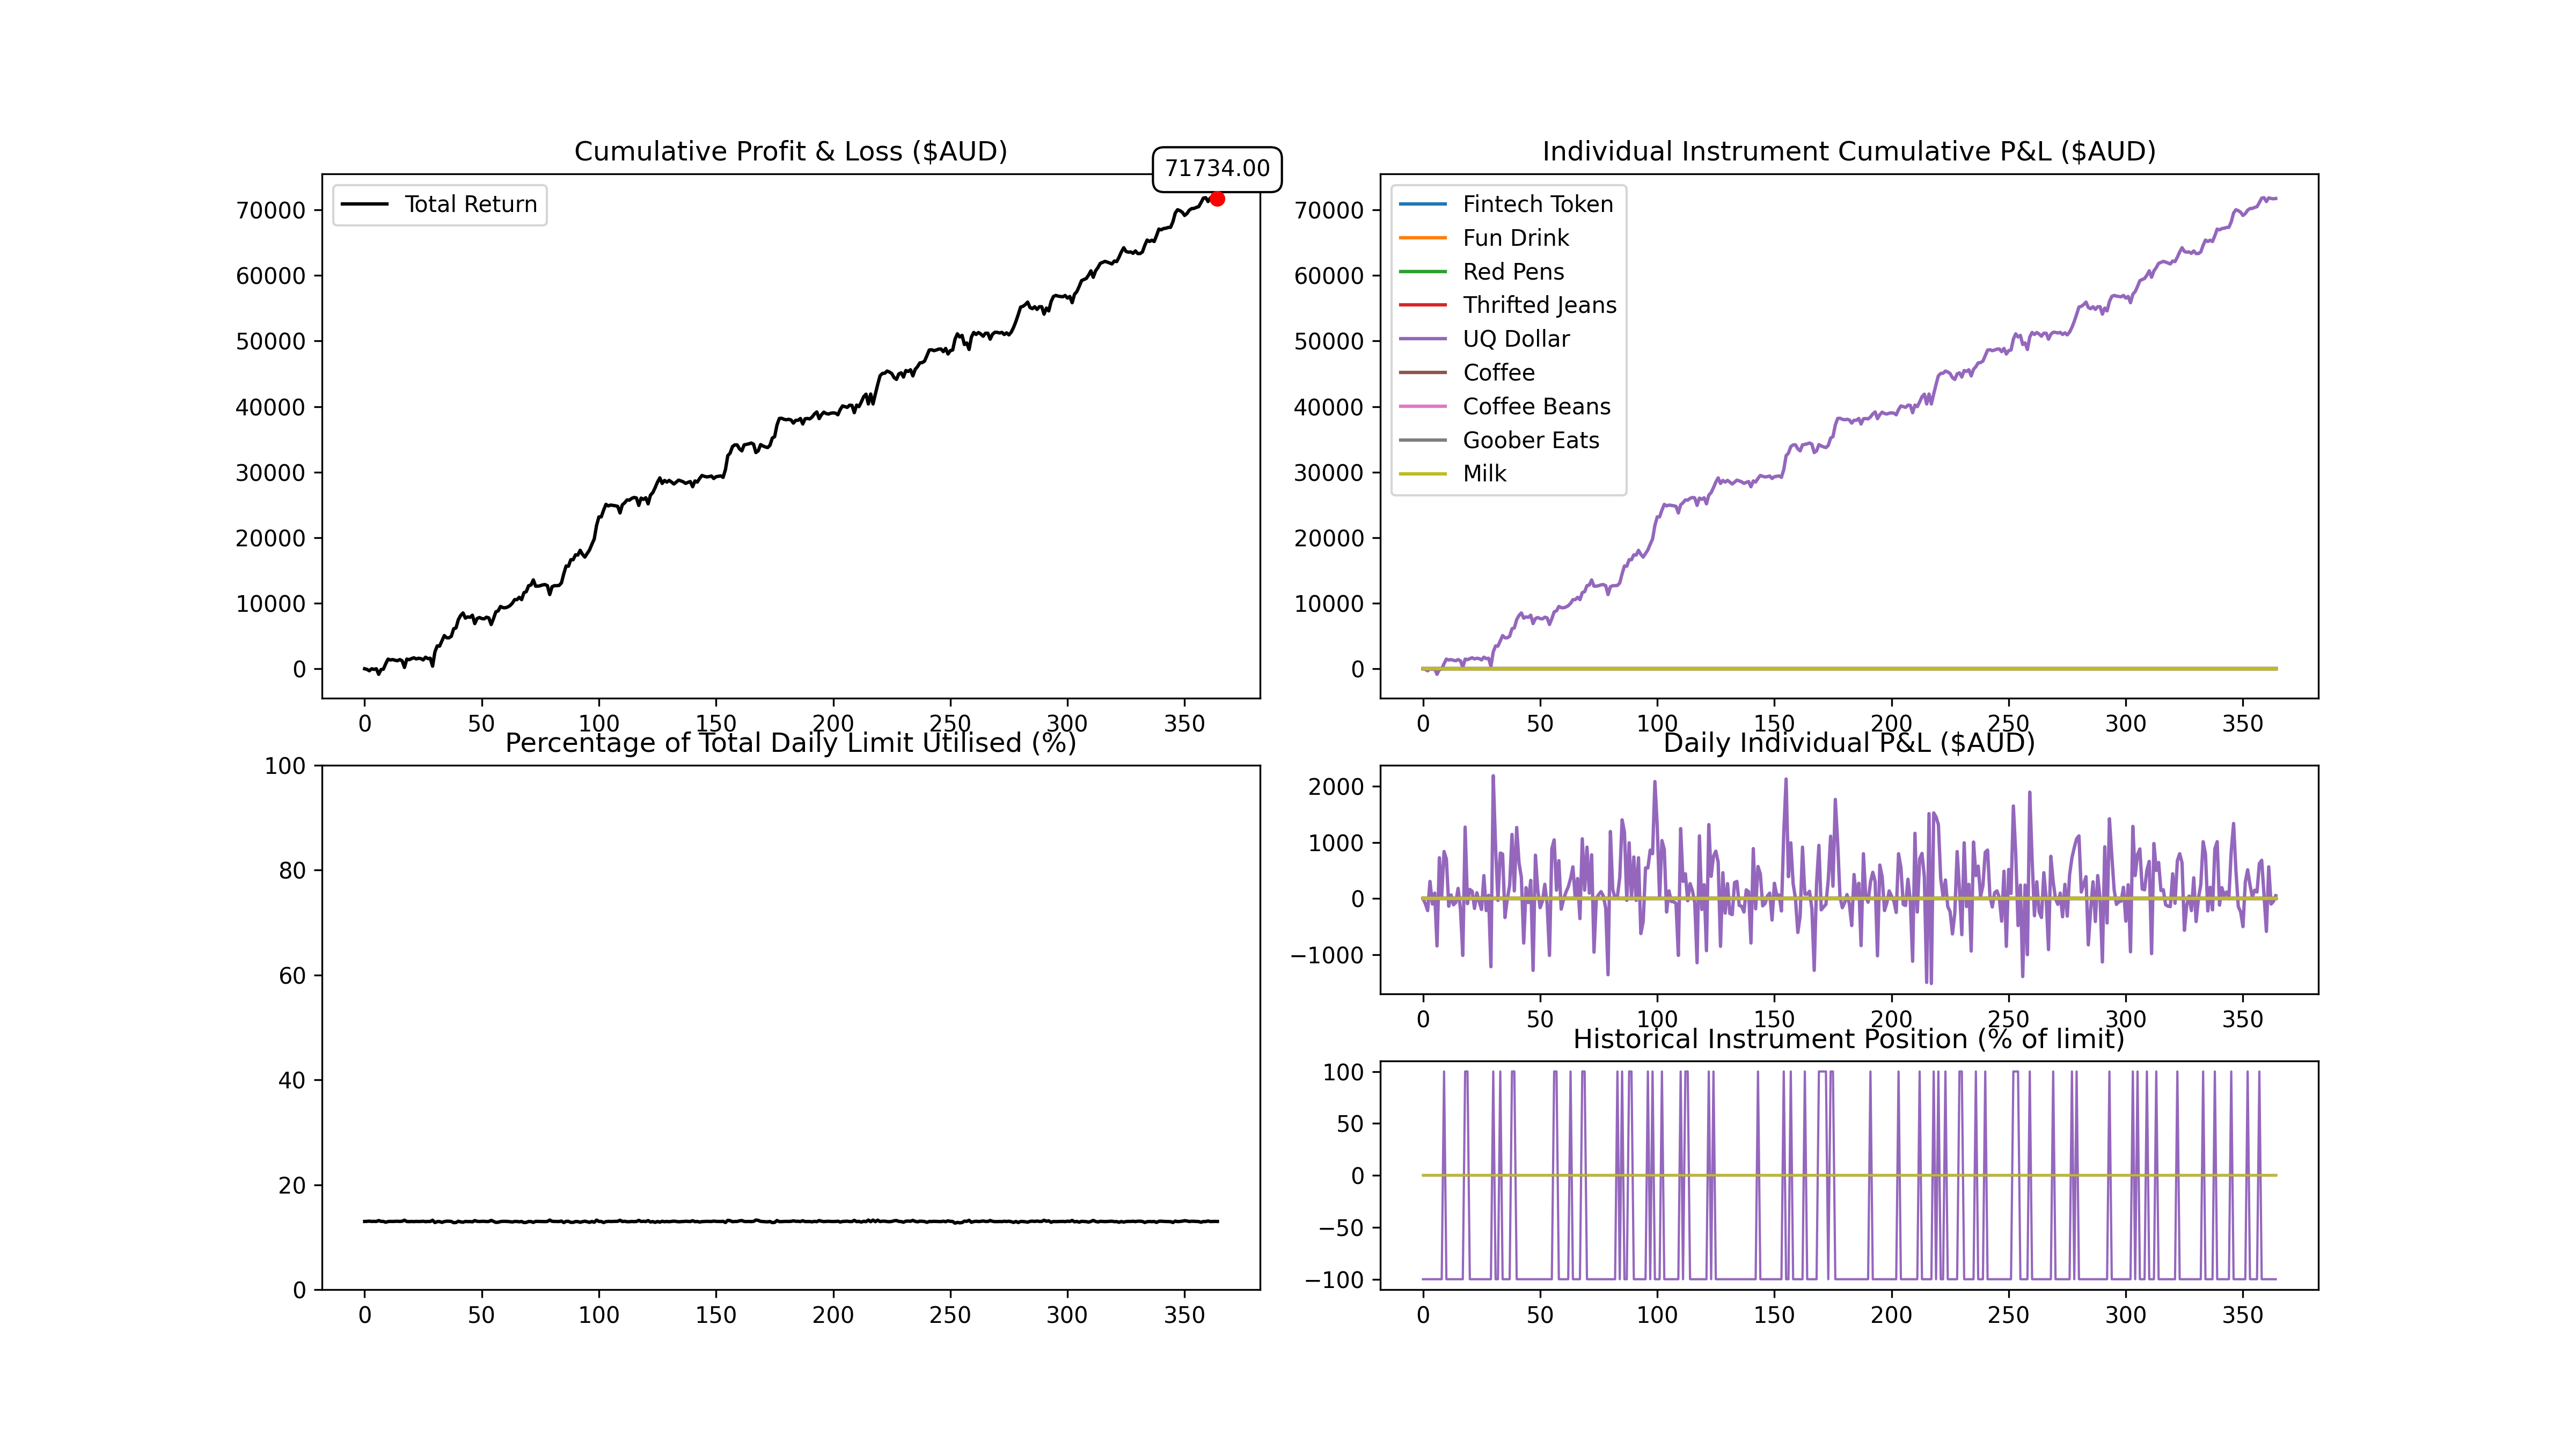 Cumulative Profit & Loss ($AUD)
71734.00
Total Return
70000
60000
50000
40000
30000
20000
10000
0
0 50 100 150 200 250 300 350
Individual Instrument Cumulative P&L ($AUD)
Fintech Token
Fun Drink
Red Pens
Thrifted Jeans
UQ Dollar
Coffee
Coffee Beans
Goober Eats
Milk
70000
60000
50000
40000
30000
20000
10000
0
0 50 100 150 200 250 300 350
Percentage of Total Daily Limit Utilised (%)
100
80
60
40
20
0
0 50 100 150 200 250 300 350
Daily Individual P&L ($AUD)
2000
1000
0
−1000
0 50 100 150 200 250 300 350
Historical Instrument Position (% of limit)
100
50
0
−50
−100
0 50 100 150 200 250 300 350